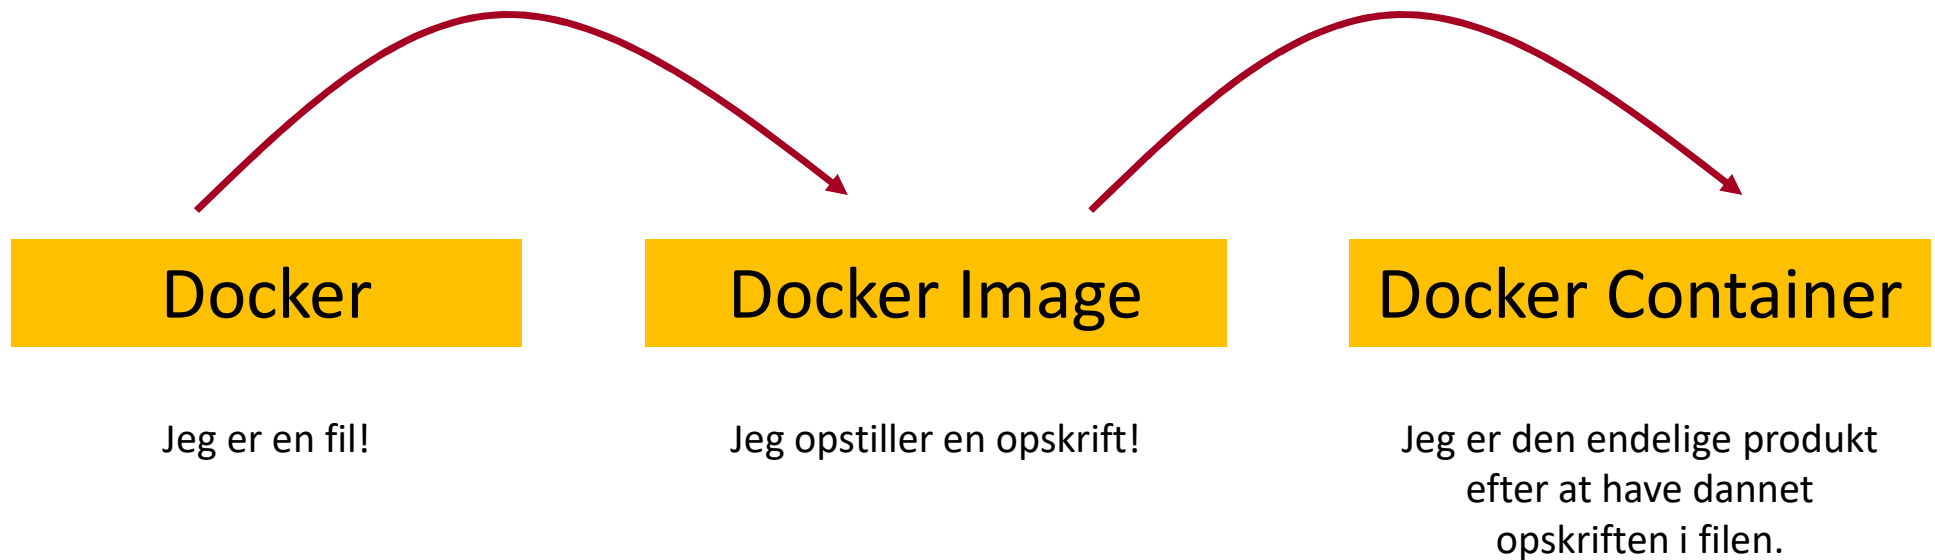 Docker
Docker Image
Docker Container
Jeg er en fil!
Jeg opstiller en opskrift!
Jeg er den endelige produkt
efter at have dannet
opskriften i filen.